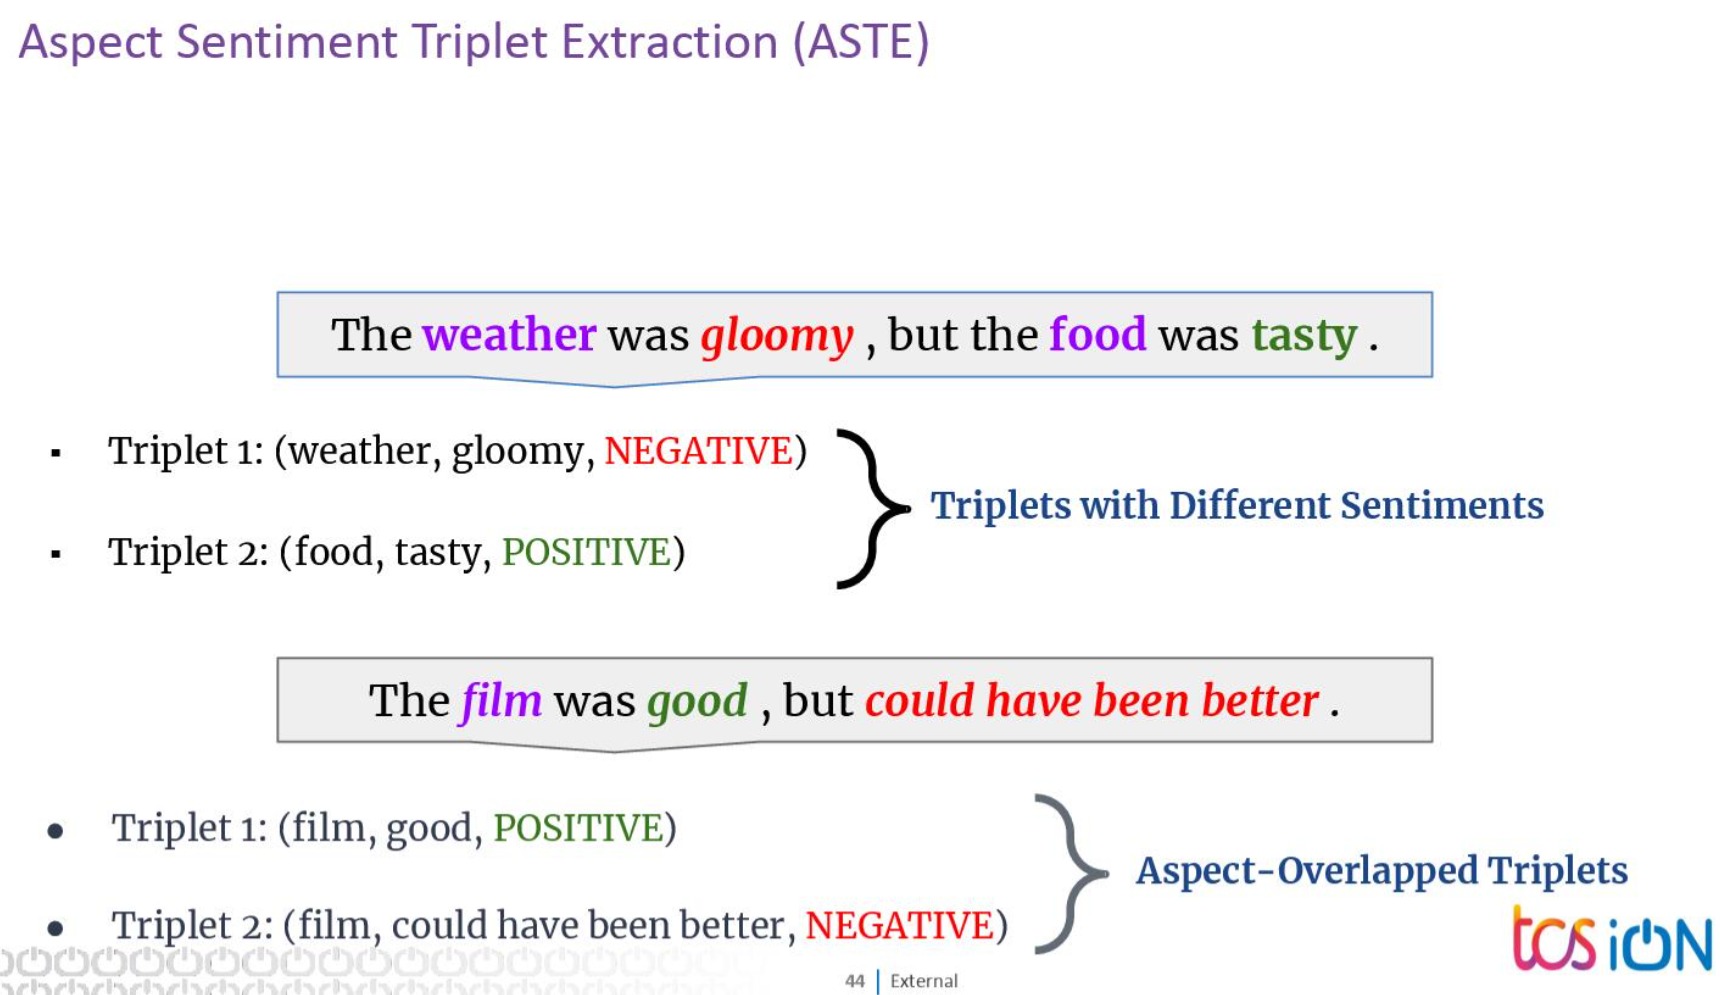 Aspect Sentiment Triplet Extraction (ASTE)
The weather was gloomy , but the food was tasty .
▪ Triplet 1: (weather, gloomy, NEGATIVE)
▪ Triplet 2: (food, tasty, POSITIVE)
Triplets with Different Sentiments
The film was good , but could have been better .
● Triplet 1: (film, good, POSITIVE)
● Triplet 2: (film, could have been better, NEGATIVE)
Aspect-Overlapped Triplets
tcs iON
44 | External